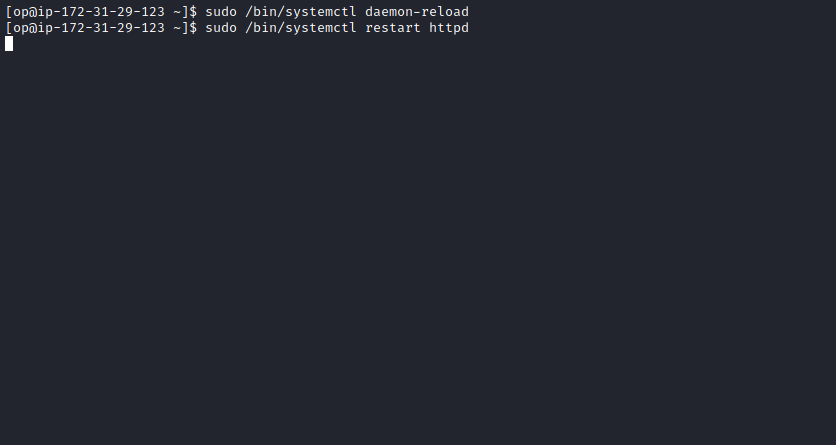 [op@ip-172-31-29-123 ~]$ sudo /bin/systemctl daemon-reload
[op@ip-172-31-29-123 ~]$ sudo /bin/systemctl restart httpd